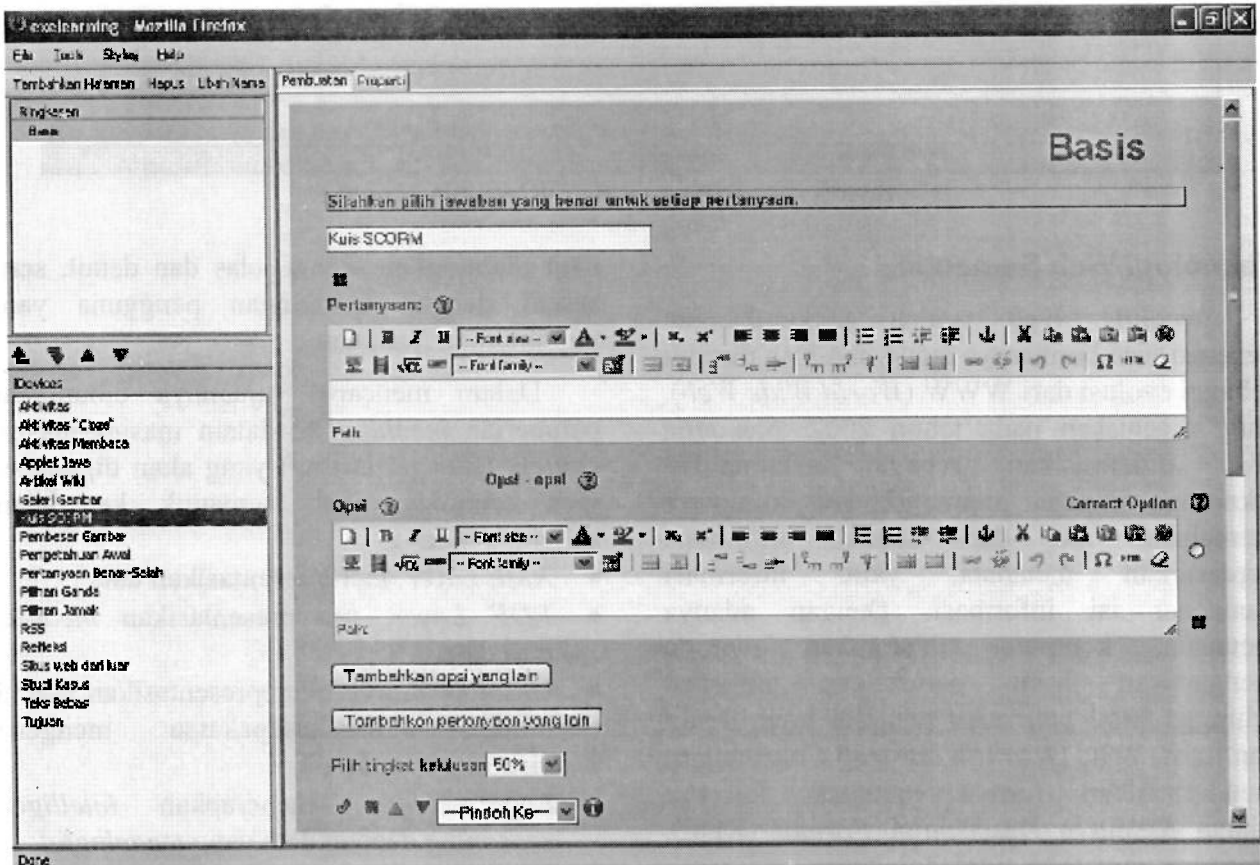 exelearning - Mozilla Firefox
File Tools Styles Help
Tambahkan Halaman Hapus Ubah Nama
Pembuatan Properti
Ringkasan
Basis
Basis
Silahkan pilih jawaban yang benar untuk setiap pertanyaan.
Kuis SCORM
Pertanyaan:
-- Font size --
-- Font family --
Path:
Opsi - opsi
Opsi
Correct Option
-- Font size --
-- Font family --
Path:
Tambahkan opsi yang lain
Tambahkan pertanyaan yang lain
Pilih tingkat kelulusan 50%
---Pindah Ke---
iDevices
Aktivitas
Aktivitas "Cloze"
Aktivitas Membaca
Applet Java
Artikel Wiki
Galeri Gambar
Kuis SCORM
Pembesar Gambar
Pengetahuan Awal
Pertanyaan Benar-Salah
Pilihan Ganda
Pilihan Jamak
RSS
Refleksi
Situs web dari luar
Studi Kasus
Teks Bebas
Tujuan
Done